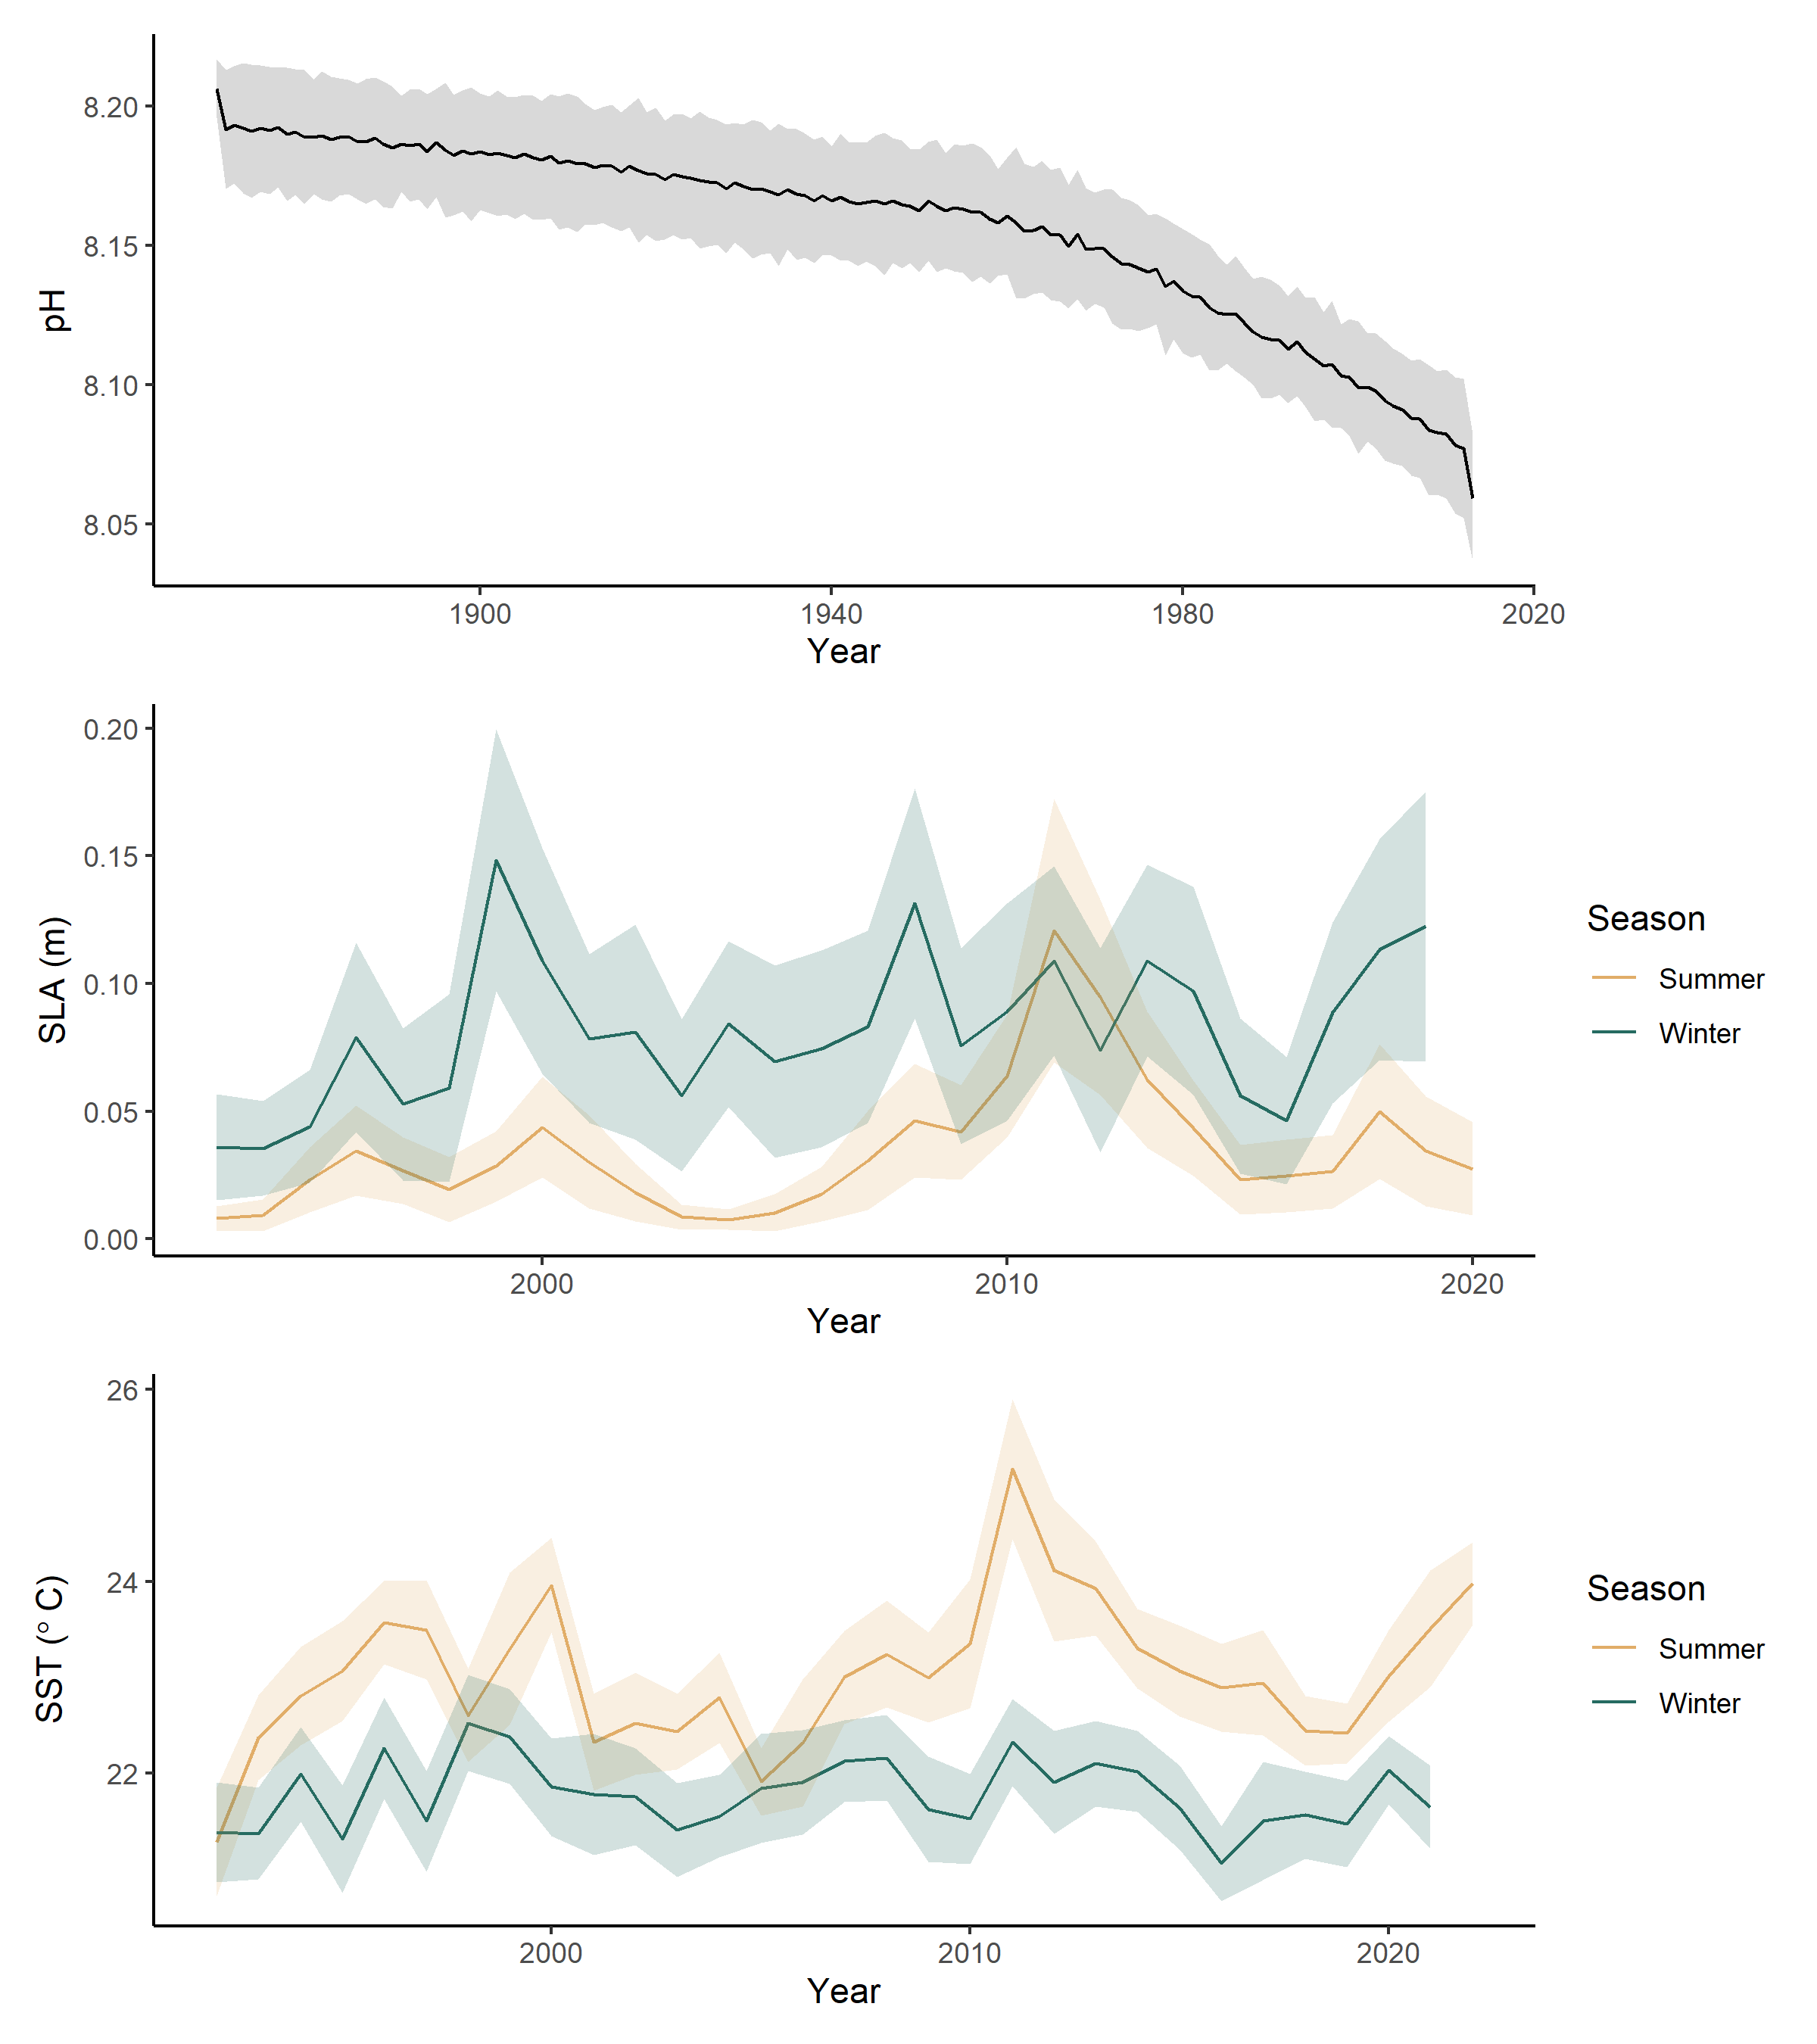 8.20
8.15
8.10
8.05
pH
1900 1940 1980 2020
Year
0.20
0.15
0.10
0.05
0.00
SLA (m)
2000 2010 2020
Year
Season
Summer
Winter
26
24
22
SST (° C)
2000 2010 2020
Year
Season
Summer
Winter